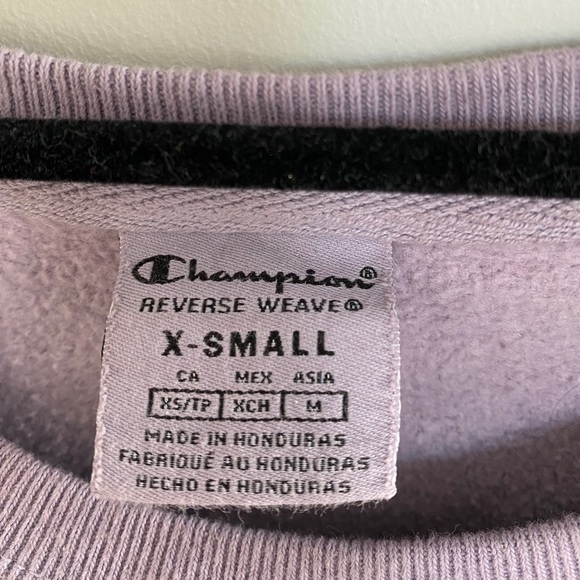 Champion®
REVERSE WEAVE®
X-SMALL
CA MEX ASIA
XS/TP XCH M
MADE IN HONDURAS
FABRIQUÉ AU HONDURAS
HECHO EN HONDURAS